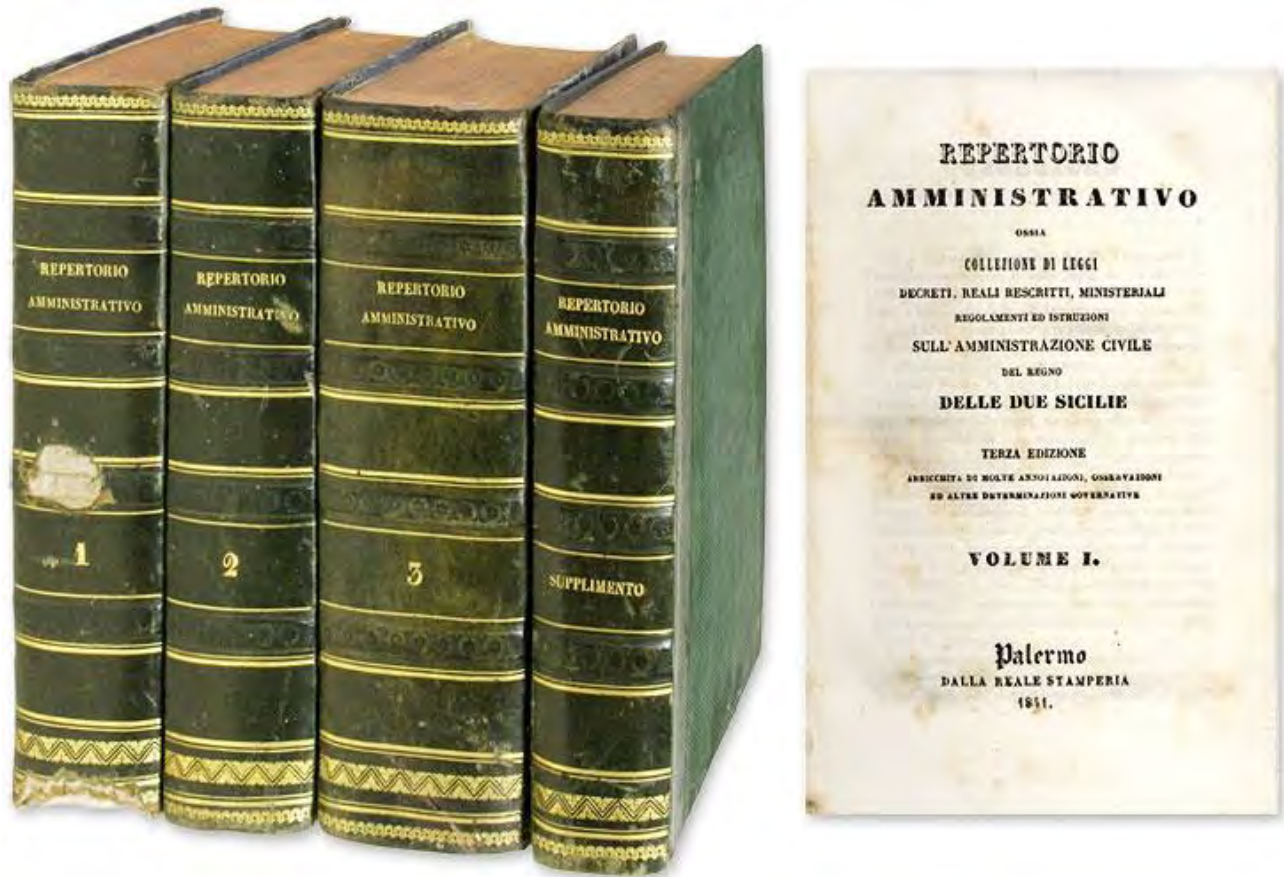 REPERTORIO
AMMINISTRATIVO
1
REPERTORIO
AMMINISTRATIVO
2
REPERTORIO
AMMINISTRATIVO
3
REPERTORIO
AMMINISTRATIVO
SUPPLIMENTO
REPERTORIO
AMMINISTRATIVO
OSSIA
COLLEZIONE DI LEGGI
DECRETI, REALI RESCRITTI, MINISTERIALI
REGOLAMENTI ED ISTRUZIONI
SULL'AMMINISTRAZIONE CIVILE
DEL REGNO
DELLE DUE SICILIE
TERZA EDIZIONE
ARRICCHITA DI MOLTE ANNOTAZIONI, OSSERVAZIONI
ED ALTRE DETERMINAZIONI GOVERNATIVE
VOLUME I.
Palermo
DALLA REALE STAMPERIA
1841.